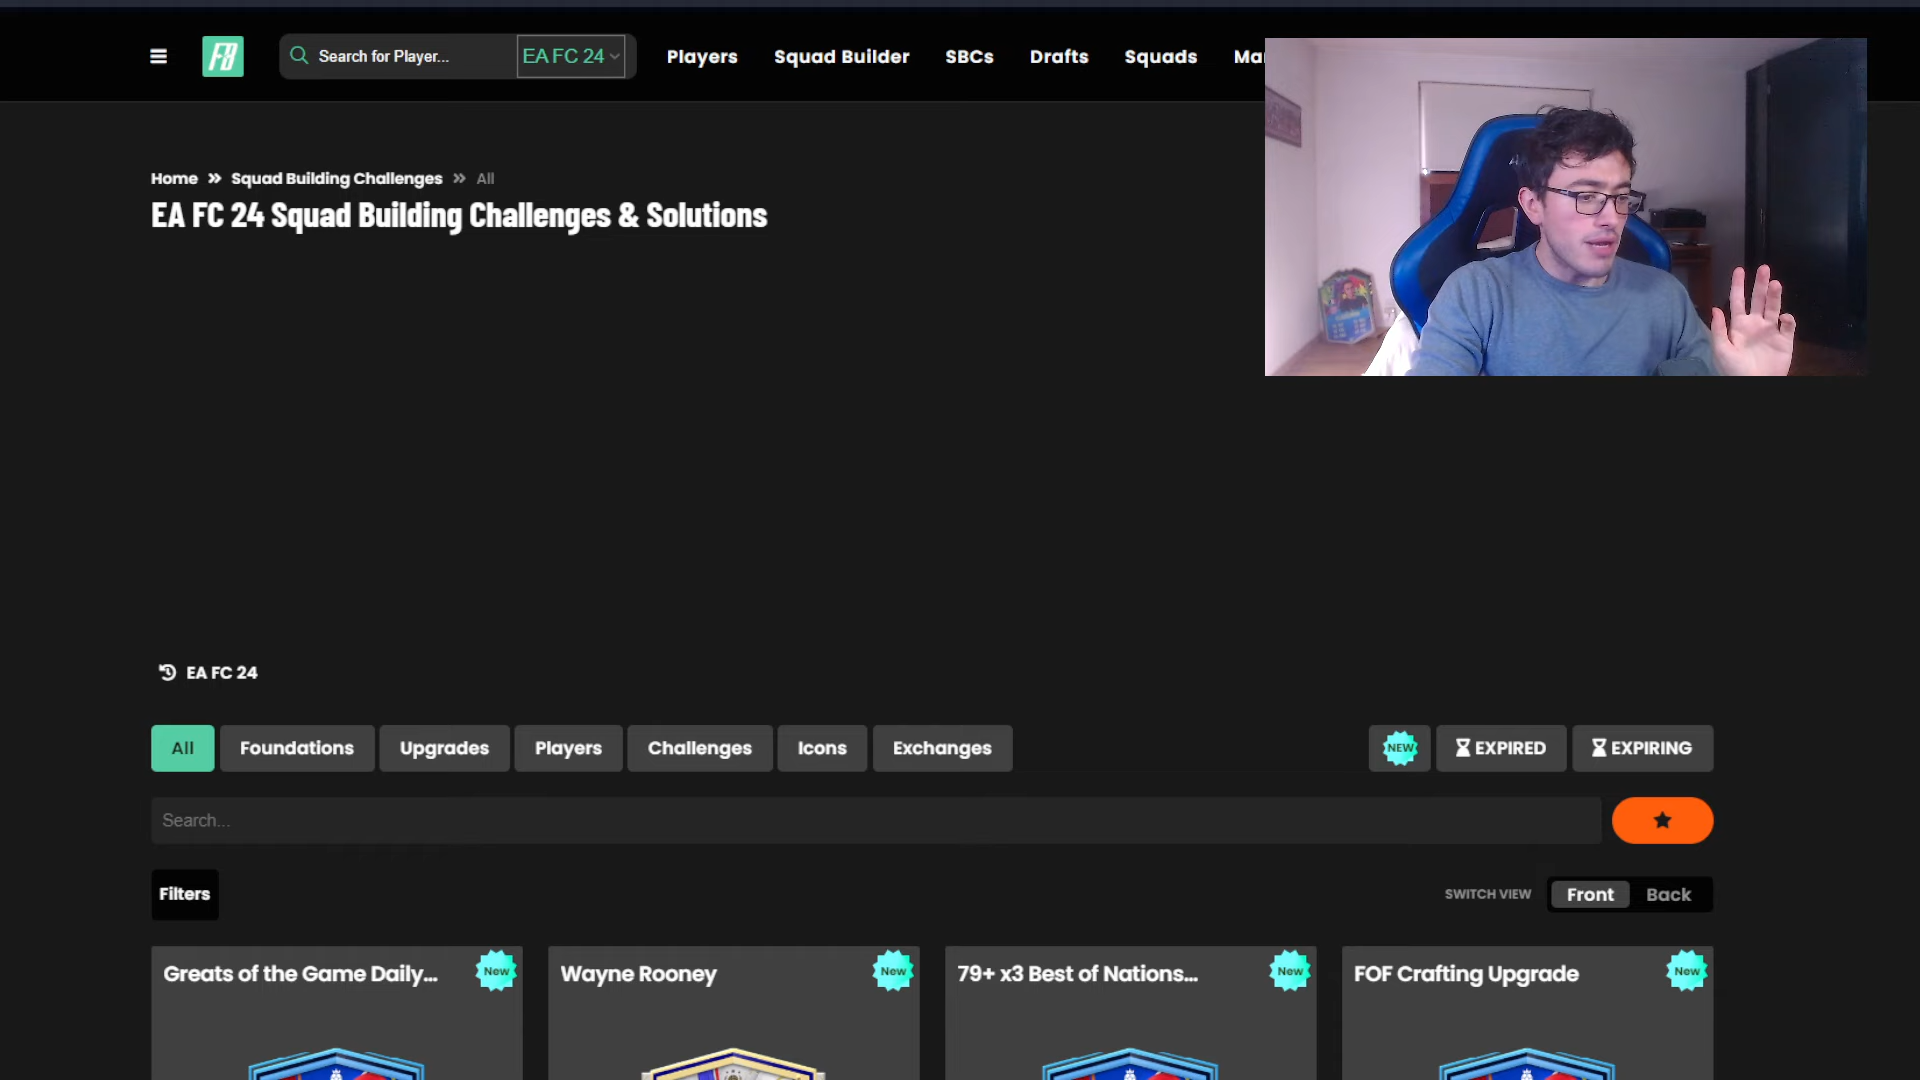 F8
Search for Player...
EA FC 24
Players
Squad Builder
SBCs
Drafts
Squads
Home » Squad Building Challenges » All
EA FC 24 Squad Building Challenges & Solutions
EA FC 24
All
Foundations
Upgrades
Players
Challenges
Icons
Exchanges
NEW
EXPIRED
EXPIRING
Search...
Filters
SWITCH VIEW
Front
Back
Greats of the Game Daily...
New
Wayne Rooney
New
79+ x3 Best of Nations...
New
FOF Crafting Upgrade
New